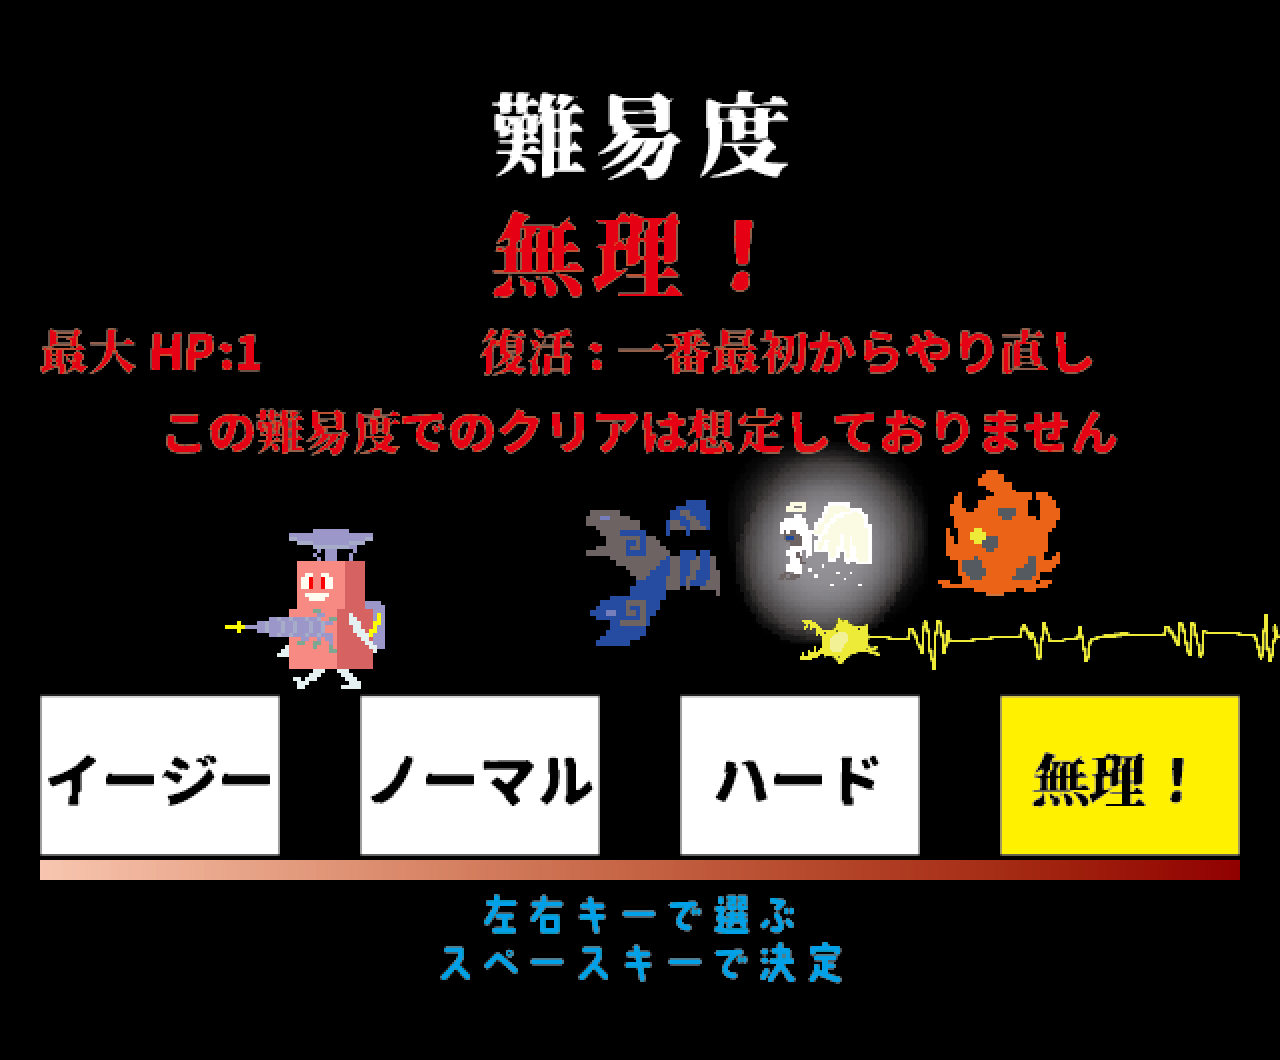 難易度
無理！
最大 HP:1 復活：一番最初からやり直し
この難易度でのクリアは想定しておりません
イージー ノーマル ハード 無理！
左右キーで選ぶ
スペースキーで決定